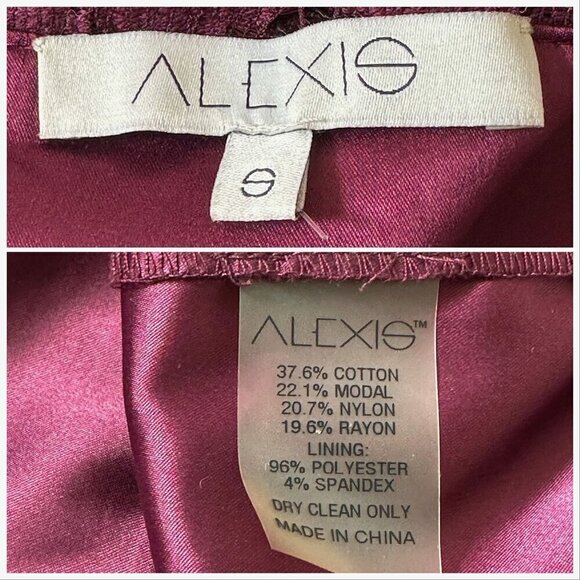 ALEXIS
S
ALEXIS™
37.6% COTTON
22.1% MODAL
20.7% NYLON
19.6% RAYON
LINING:
96% POLYESTER
4% SPANDEX
DRY CLEAN ONLY
MADE IN CHINA